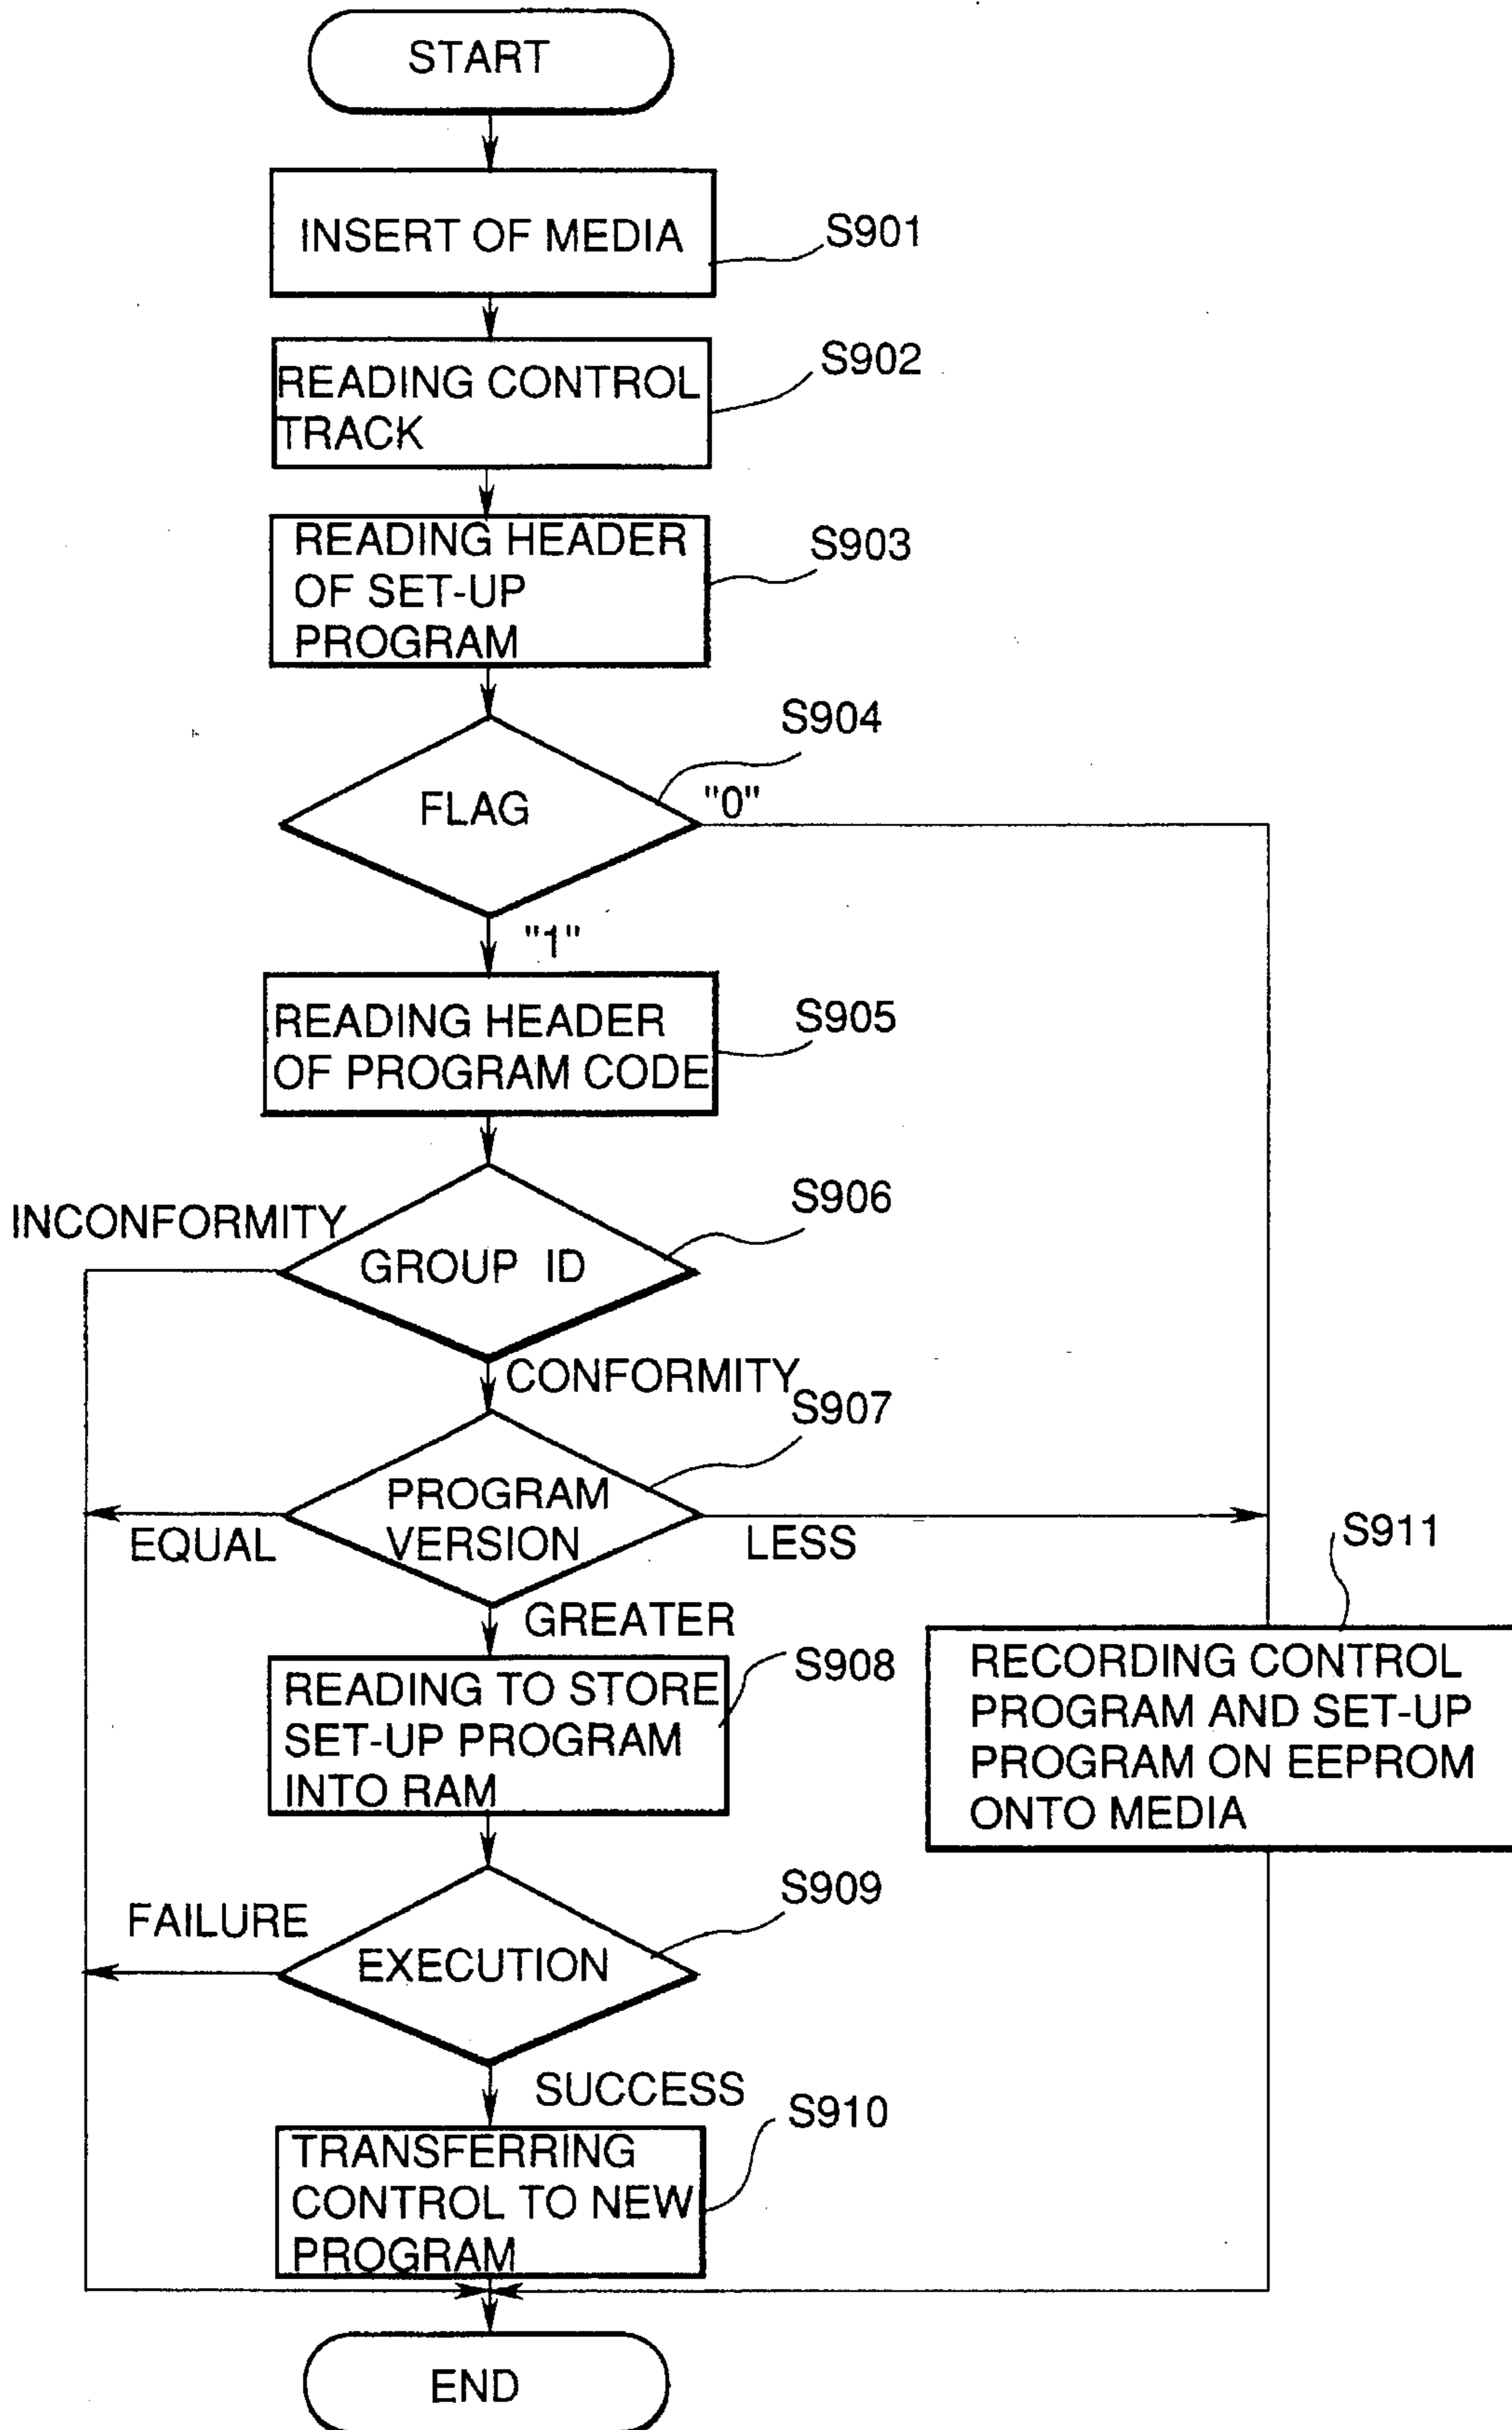 START
INSERT OF MEDIA
S901
READING CONTROL
TRACK
S902
READING HEADER
OF SET-UP
PROGRAM
S903
FLAG
S904
"0"
"1"
READING HEADER
OF PROGRAM CODE
S905
INCONFORMITY
GROUP ID
S906
CONFORMITY
S907
PROGRAM
VERSION
EQUAL
LESS
GREATER
READING TO STORE
SET-UP PROGRAM
INTO RAM
S908
S911
RECORDING CONTROL
PROGRAM AND SET-UP
PROGRAM ON EEPROM
ONTO MEDIA
FAILURE
EXECUTION
S909
SUCCESS
TRANSFERRING
CONTROL TO NEW
PROGRAM
S910
END